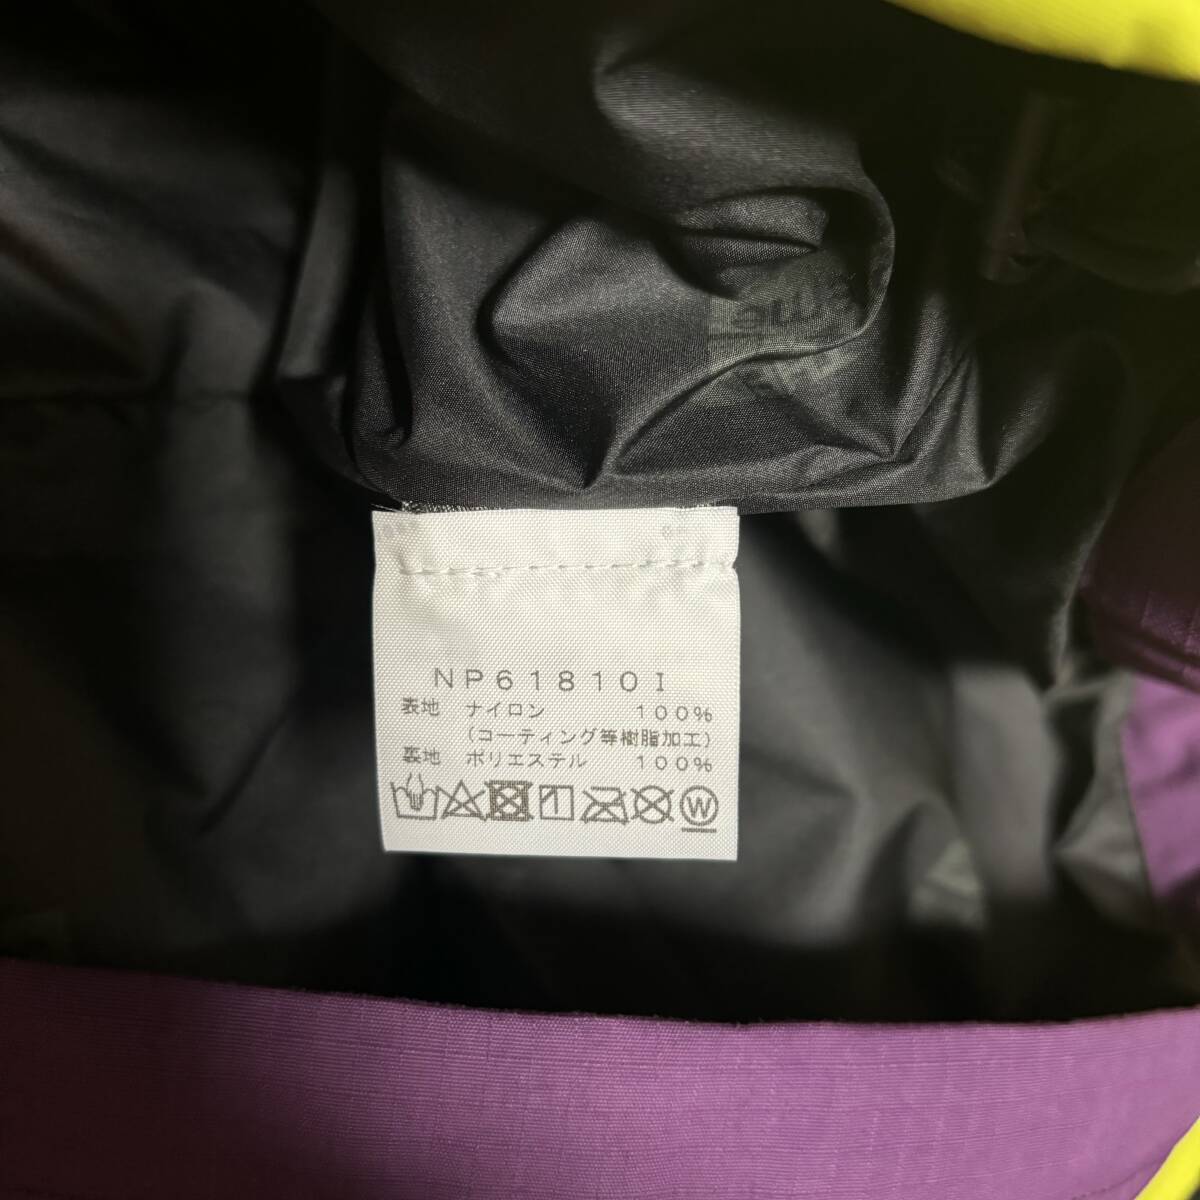 NP61810I
表地 ナイロン 100%
(コーティング等樹脂加工)
裏地 ポリエステル 100%
W